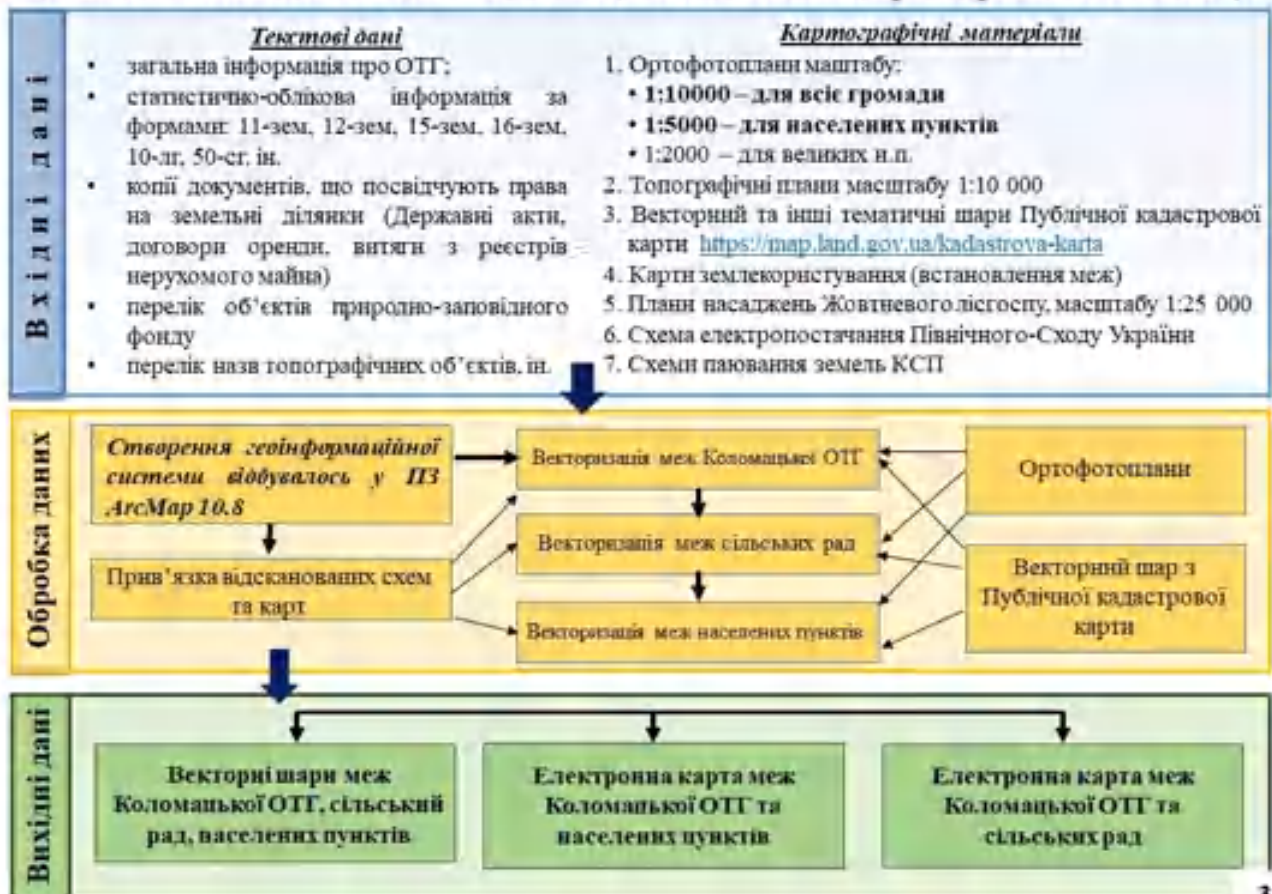 Вхідні дані
Текстові дані
• загальна інформація про ОТГ;
• статистично-облікова інформація за
формами: 11-зем, 12-зем, 15-зем, 16-зем,
10-лг, 50-сг, ін.
• копії документів, що посвідчують права
на земельні ділянки (Державні акти,
договори оренди, витяги з реєстрів
нерухомого майна)
• перелік об’єктів природно-заповідного
фонду
• перелік назв топографічних об’єктів, ін.
Картографічні матеріали
1. Ортофотоплани маштабу:
• 1:10000 – для всіє громади
• 1:5000 – для населених пунктів
• 1:2000 – для великих н.п.
2. Топографічні плани масштабу 1:10 000
3. Векторний та інші тематичні шари Публічної кадастрової
карти https://map.land.gov.ua/kadastrova-karta
4. Карти землекористування (встановлення меж)
5. Плани насаджень Жовтневого лісгоспу, масштабу 1:25 000
6. Схема електропостачання Північного-Сходу України
7. Схеми паювання земель КСП
Обробка даних
Створення геоінформаційної
системи відбувалось у ПЗ
ArcMap 10.8
Прив’язка відсканованих схем
та карт
Векторизація меж Коломацької ОТГ
Векторизація меж сільських рад
Векторизація меж населених пунктів
Ортофотоплани
Векторний шар з
Публічної кадастрової
карти
Вихідні дані
Векторні шари меж
Коломацької ОТГ, сільський
рад, населених пунктів
Електронна карта меж
Коломацької ОТГ та
населених пунктів
Електронна карта меж
Коломацької ОТГ та
сільських рад